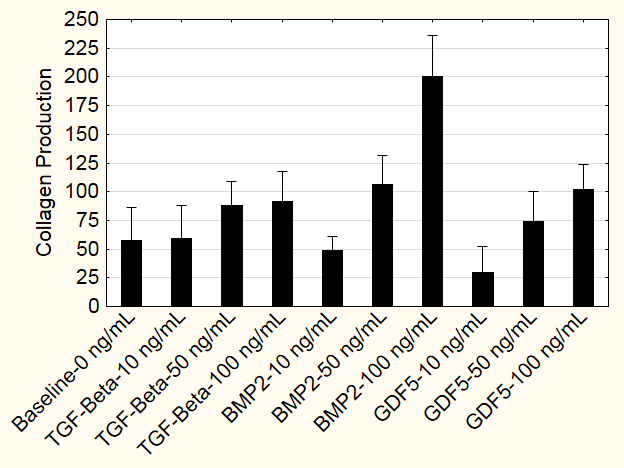 250
225
200
175
150
125
100
75
50
25
0
Collagen Production
Baseline-0 ng/mL
TGF-Beta-10 ng/mL
TGF-Beta-50 ng/mL
TGF-Beta-100 ng/mL
BMP2-10 ng/mL
BMP2-50 ng/mL
BMP2-100 ng/mL
GDF5-10 ng/mL
GDF5-50 ng/mL
GDF5-100 ng/mL